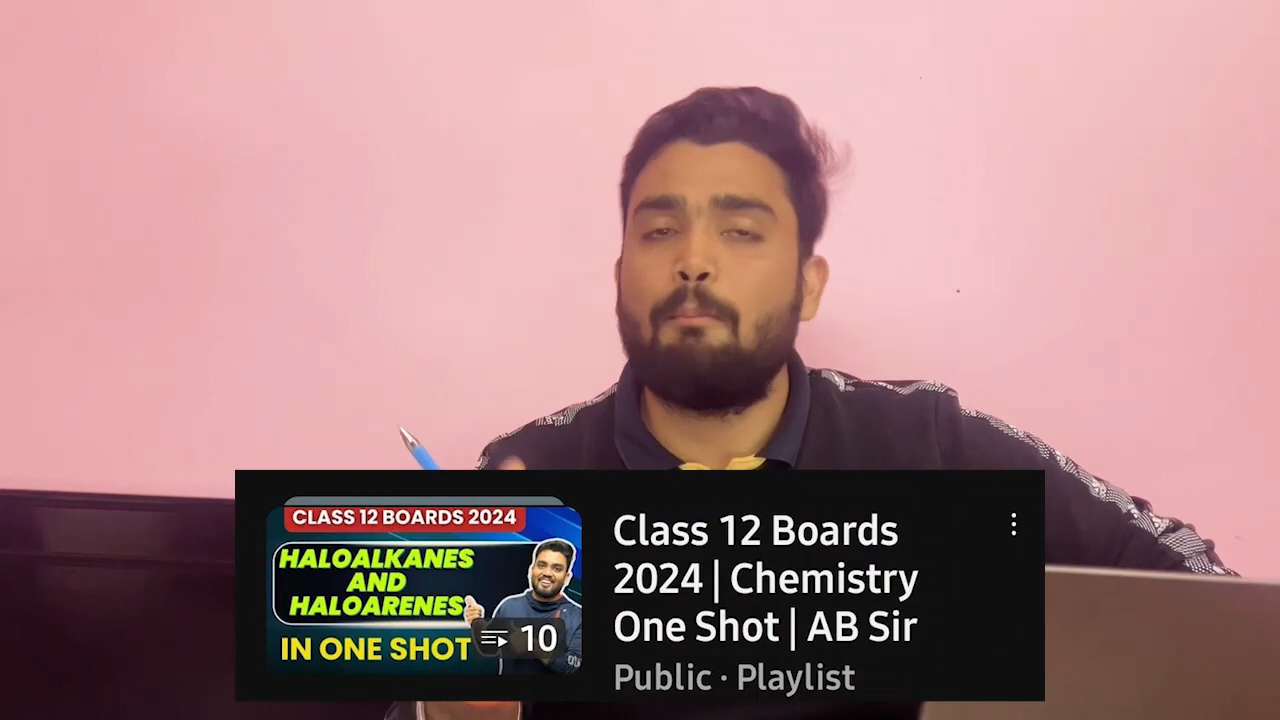 CLASS 12 BOARDS 2024
HALOALKANES
AND
HALOARENES
IN ONE SHOT
10
Class 12 Boards
2024 | Chemistry
One Shot | AB Sir
Public · Playlist